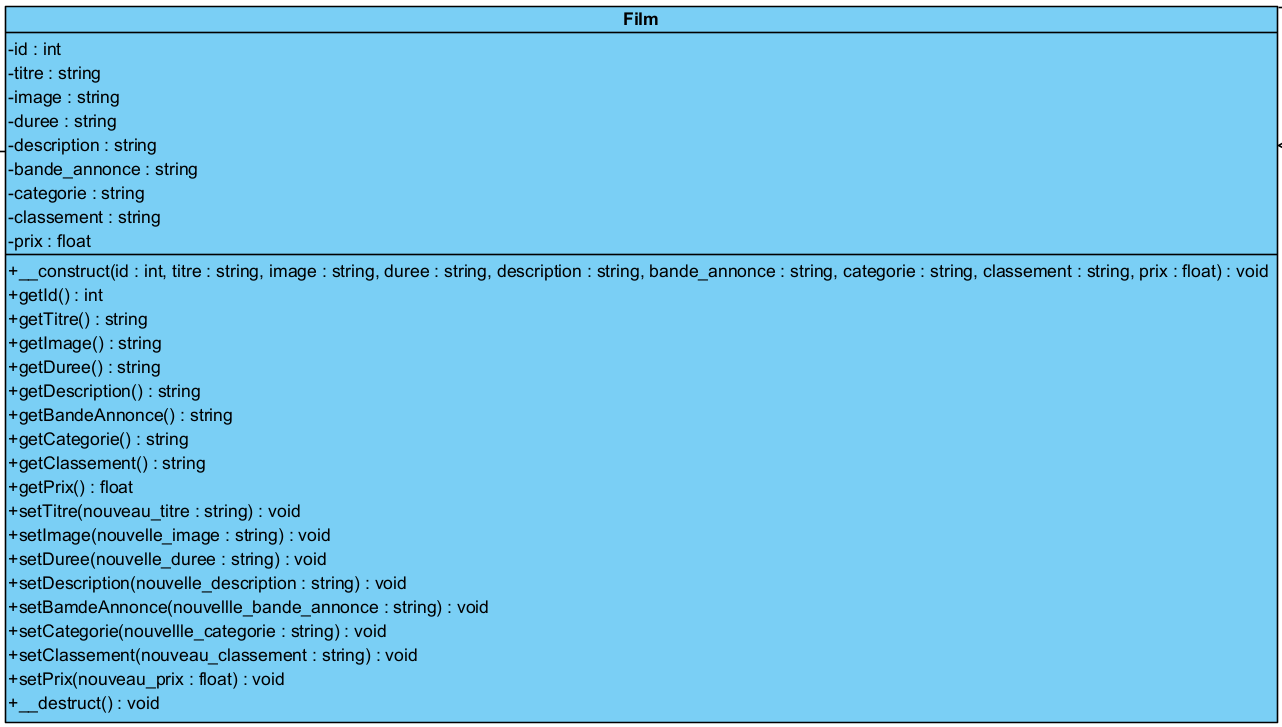 Film
-id : int
-titre : string
-image : string
-duree : string
-description : string
-bande_annonce : string
-categorie : string
-classement : string
-prix : float
+__construct(id : int, titre : string, image : string, duree : string, description : string, bande_annonce : string, categorie : string, classement : string, prix : float) : void
+getId() : int
+getTitre() : string
+getImage() : string
+getDuree() : string
+getDescription() : string
+getBandeAnnonce() : string
+getCategorie() : string
+getClassement() : string
+getPrix() : float
+setTitre(nouveau_titre : string) : void
+setImage(nouvelle_image : string) : void
+setDuree(nouvelle_duree : string) : void
+setDescription(nouvelle_description : string) : void
+setBamdeAnnonce(nouvellle_bande_annonce : string) : void
+setCategorie(nouvellle_categorie : string) : void
+setClassement(nouveau_classement : string) : void
+setPrix(nouveau_prix : float) : void
+__destruct() : void